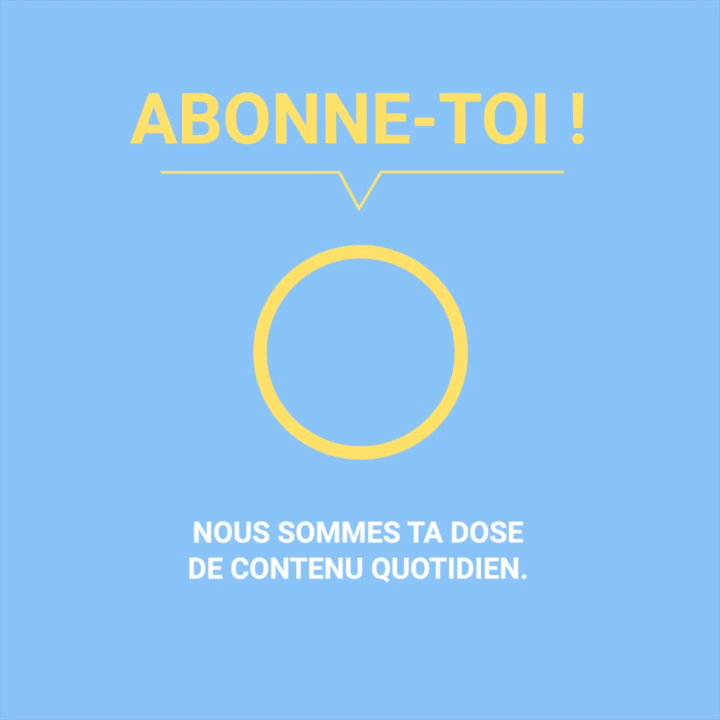 ABONNE-TOI !
NOUS SOMMES TA DOSE
DE CONTENU QUOTIDIEN.